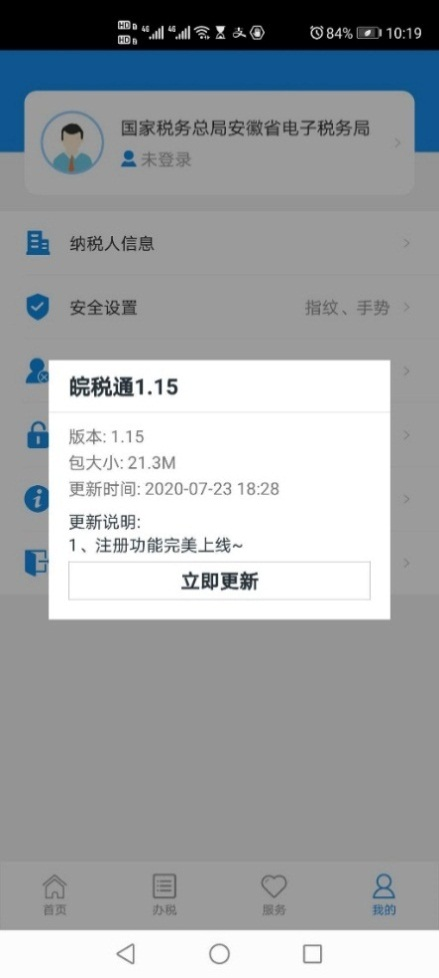 84% 10:19
国家税务总局安徽省电子税务局
未登录
纳税人信息
安全设置 指纹、手势
皖税通1.15
版本: 1.15
包大小: 21.3M
更新时间: 2020-07-23 18:28
更新说明:
1、注册功能完美上线~
立即更新
首页 办税 服务 我的